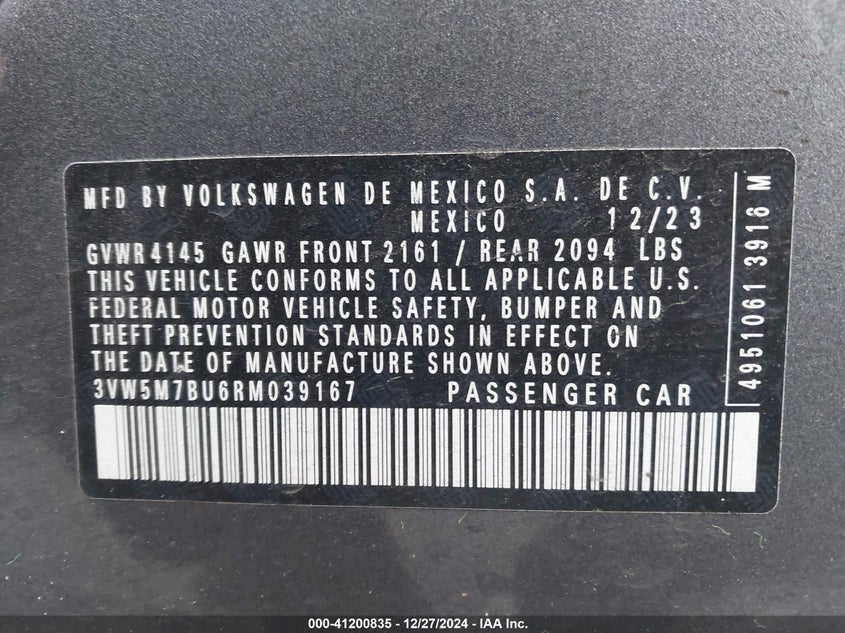 MFD BY VOLKSWAGEN DE MEXICO S.A. DE C.V.
MEXICO 12/23
GVWR 4145 GAWR FRONT 2161 / REAR 2094 LBS
THIS VEHICLE CONFORMS TO ALL APPLICABLE U.S.
FEDERAL MOTOR VEHICLE SAFETY, BUMPER AND
THEFT PREVENTION STANDARDS IN EFFECT ON
THE DATE OF MANUFACTURE SHOWN ABOVE.
3VW5M7BU6RM039167 PASSENGER CAR
4951061 3916 M
000-41200835 - 12/27/2024 - IAA Inc.